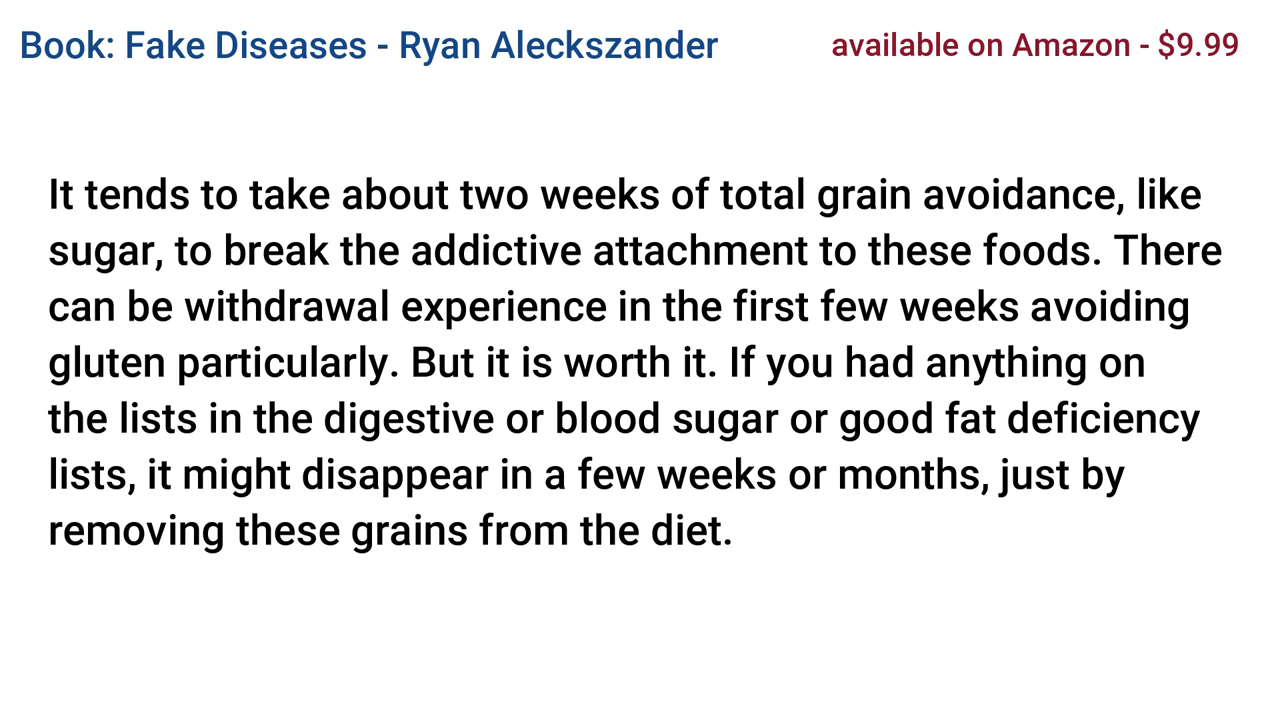 Book: Fake Diseases - Ryan Aleckszander
available on Amazon - $9.99
It tends to take about two weeks of total grain avoidance, like
sugar, to break the addictive attachment to these foods. There
can be withdrawal experience in the first few weeks avoiding
gluten particularly. But it is worth it. If you had anything on
the lists in the digestive or blood sugar or good fat deficiency
lists, it might disappear in a few weeks or months, just by
removing these grains from the diet.